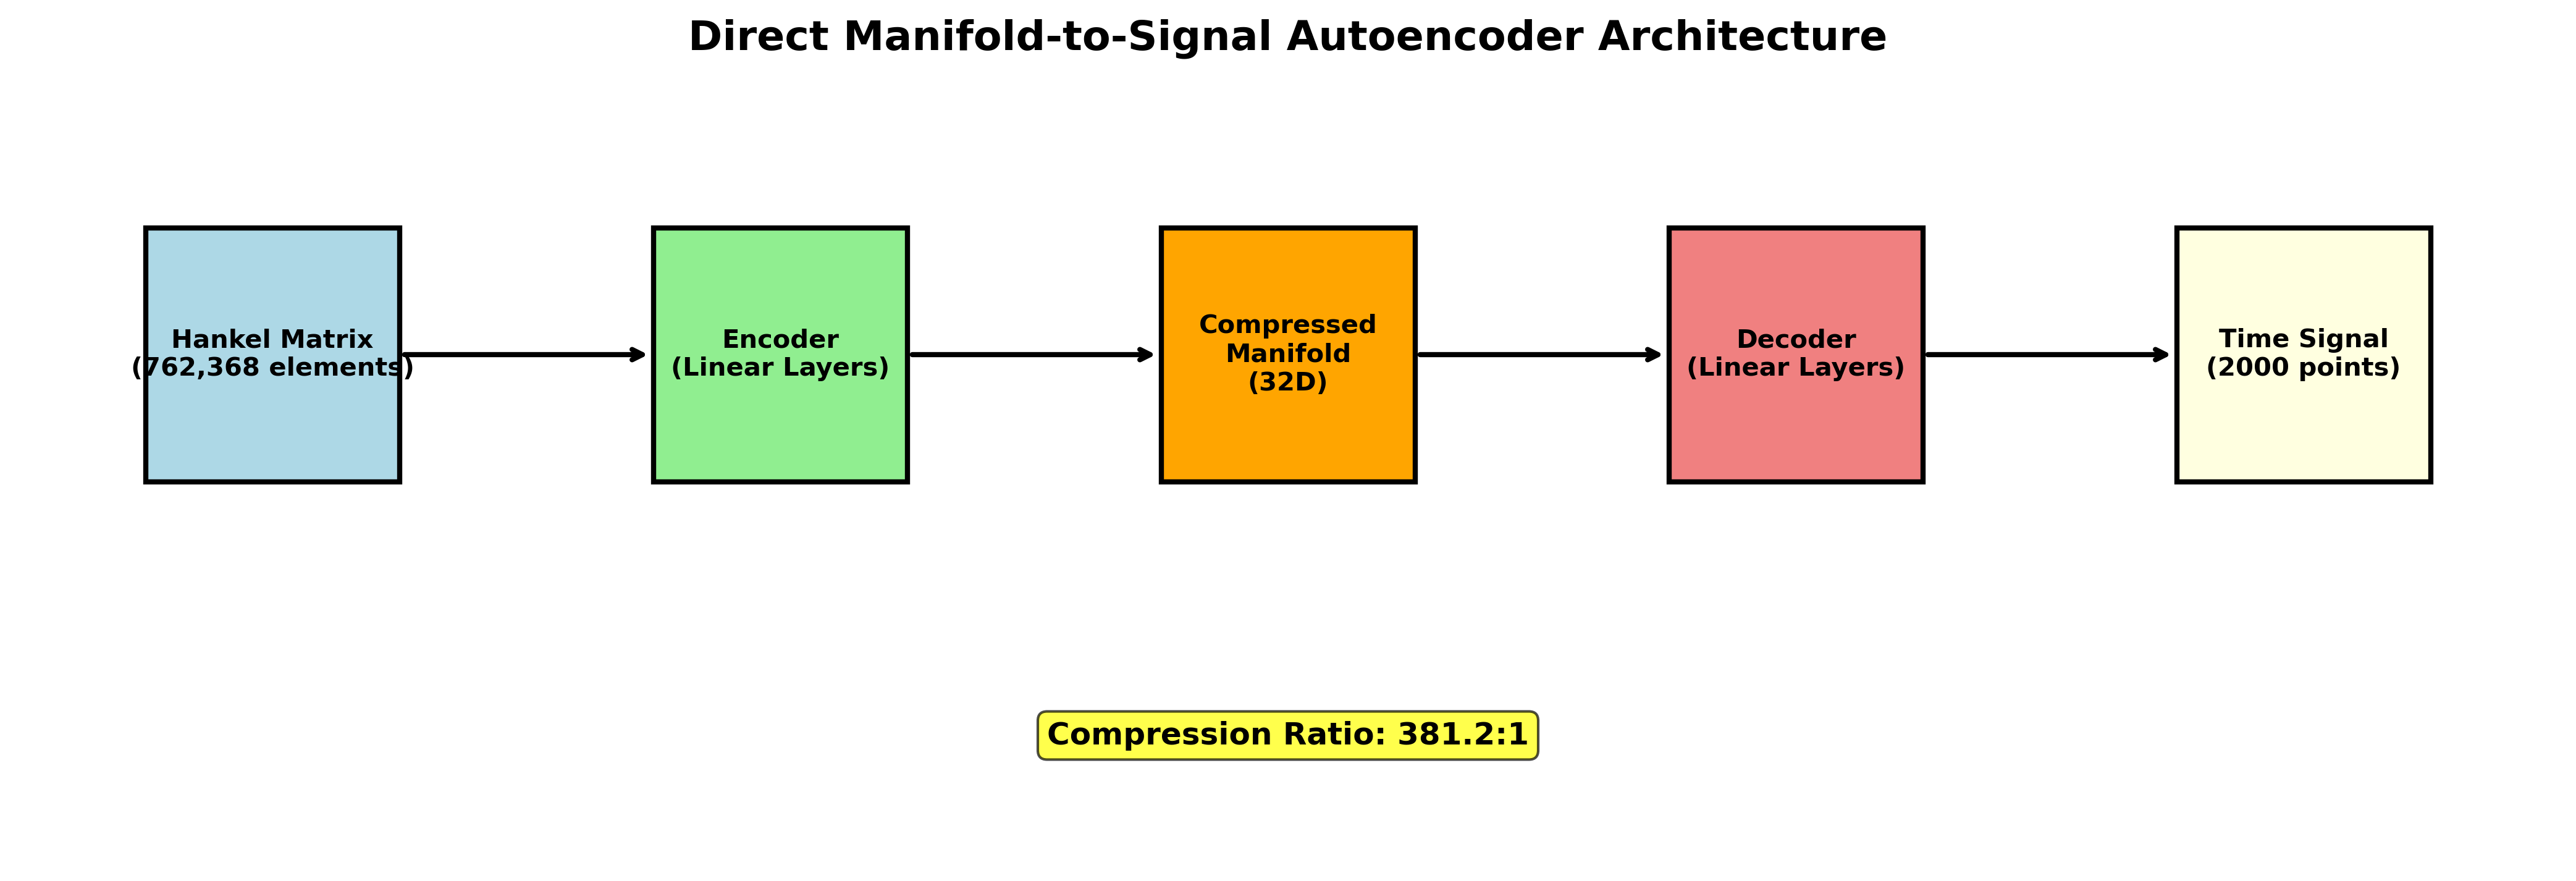 Direct Manifold-to-Signal Autoencoder Architecture
Hankel Matrix
(762,368 elements)
Encoder
(Linear Layers)
Compressed
Manifold
(32D)
Decoder
(Linear Layers)
Time Signal
(2000 points)
Compression Ratio: 381.2:1